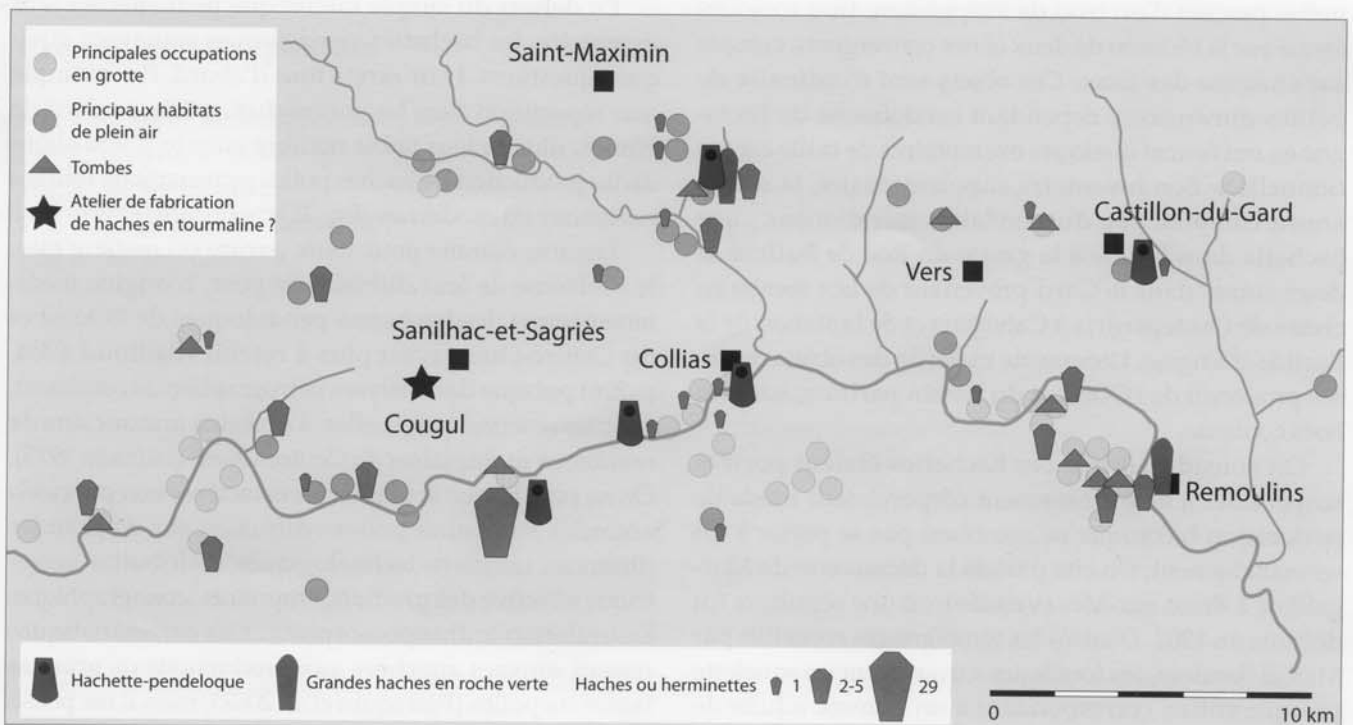 Principales occupations
en grotte
Principaux habitats
de plein air
Tombes
Atelier de fabrication
de haches en tourmaline ?
Saint-Maximin
Castillon-du-Gard
Vers
Sanilhac-et-Sagriès
Collias
Cougul
Remoulins
Hachette-pendeloque
Grandes haches en roche verte
Haches ou herminettes
1
2-5
29
0
10 km